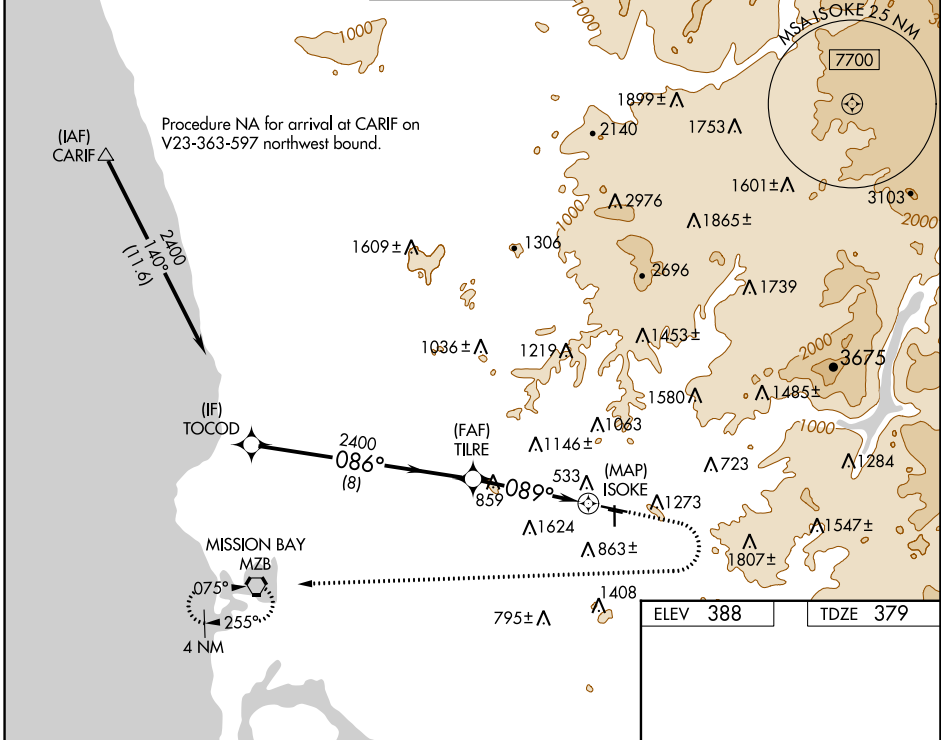 1000
MSA ISOKE 25 NM
7700
(IAF)
CARIF
Procedure NA for arrival at CARIF on
V23-363-597 northwest bound.
1899±
2140
1753
1601±
3103
2976
1865±
1000
2000
2400
140°
(11.6)
1609±
1306
2696
1739
1036±
1219
1453±
2000
3675
1580
1485±
(IF)
TOCOD
2400
086°
(8)
(FAF)
TILRE
1063
1000
1146±
723
1284
859
089°
533
(MAP)
ISOKE
1273
1624
1547±
863±
1807±
MISSION BAY
MZB
075°
255°
4 NM
1408
795±
ELEV 388
TDZE 379